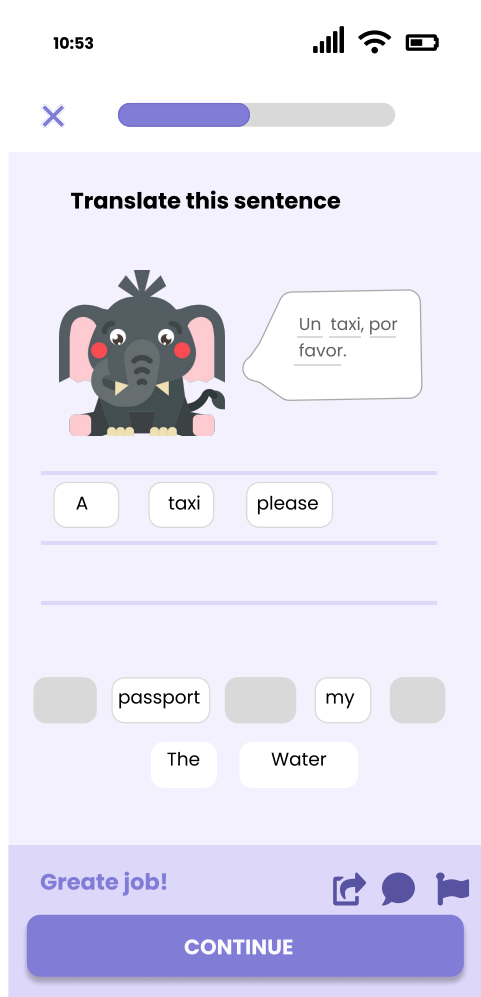 10:53
Translate this sentence
Un taxi, por
favor.
A taxi please
passport my
The Water
Greate job!
CONTINUE